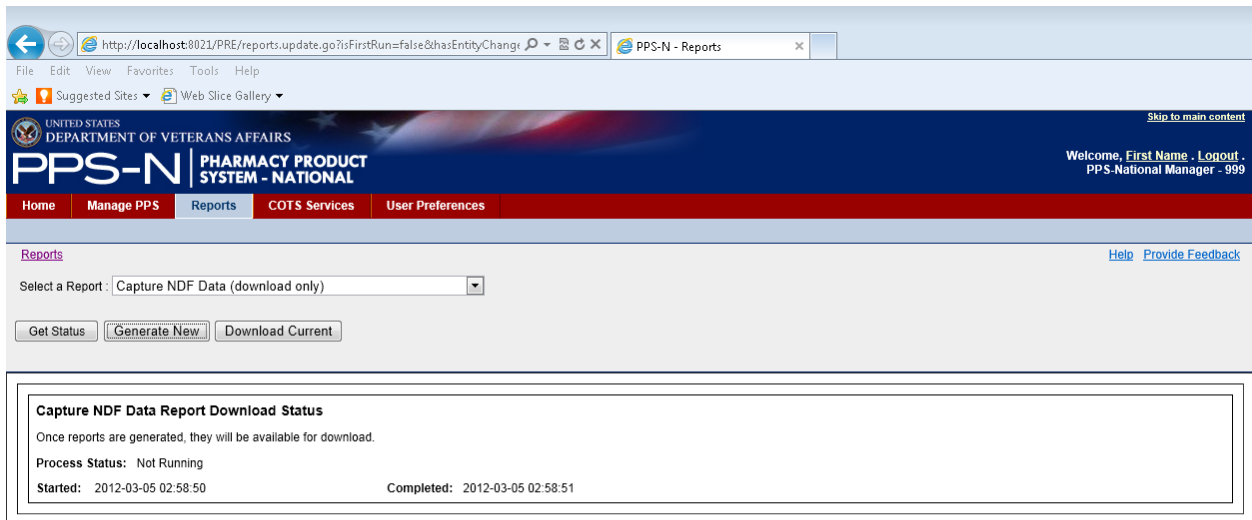 http://localhost:8021/PRE/reports.update.go?isFirstRun=false&hasEntityChange
PPS-N - Reports
File Edit View Favorites Tools Help
Suggested Sites Web Slice Gallery
Skip to main content
UNITED STATES
DEPARTMENT OF VETERANS AFFAIRS
PPS-N PHARMACY PRODUCT
SYSTEM - NATIONAL
Welcome, First Name . Logout .
PPS-National Manager - 999
Home Manage PPS Reports COTS Services User Preferences
Reports Help Provide Feedback
Select a Report : Capture NDF Data (download only)
Get Status Generate New Download Current
Capture NDF Data Report Download Status
Once reports are generated, they will be available for download.
Process Status: Not Running
Started: 2012-03-05 02:58:50 Completed: 2012-03-05 02:58:51